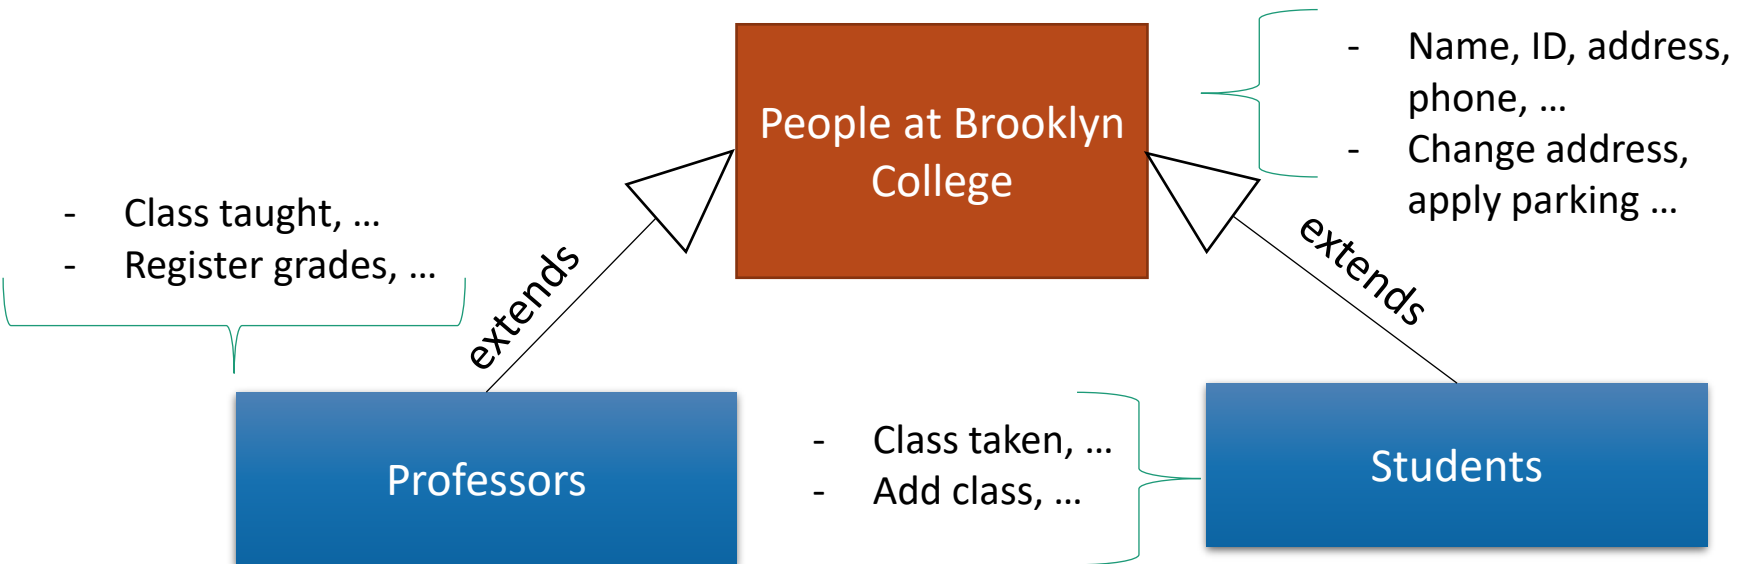 People at Brooklyn
College
- Name, ID, address,
phone, …
- Change address,
apply parking …
- Class taught, …
- Register grades, …
extends
extends
Professors
- Class taken, …
- Add class, …
Students